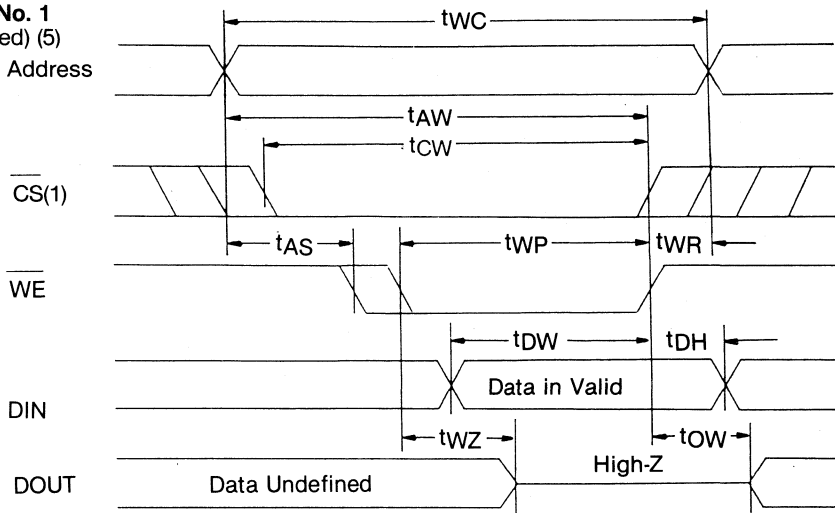 No. 1
ed) (5)
tWC
Address
tAW
tCW
CS(1)
tAS
tWP
tWR
WE
tDW
tDH
Data in Valid
DIN
tWZ
tOW
High-Z
DOUT
Data Undefined